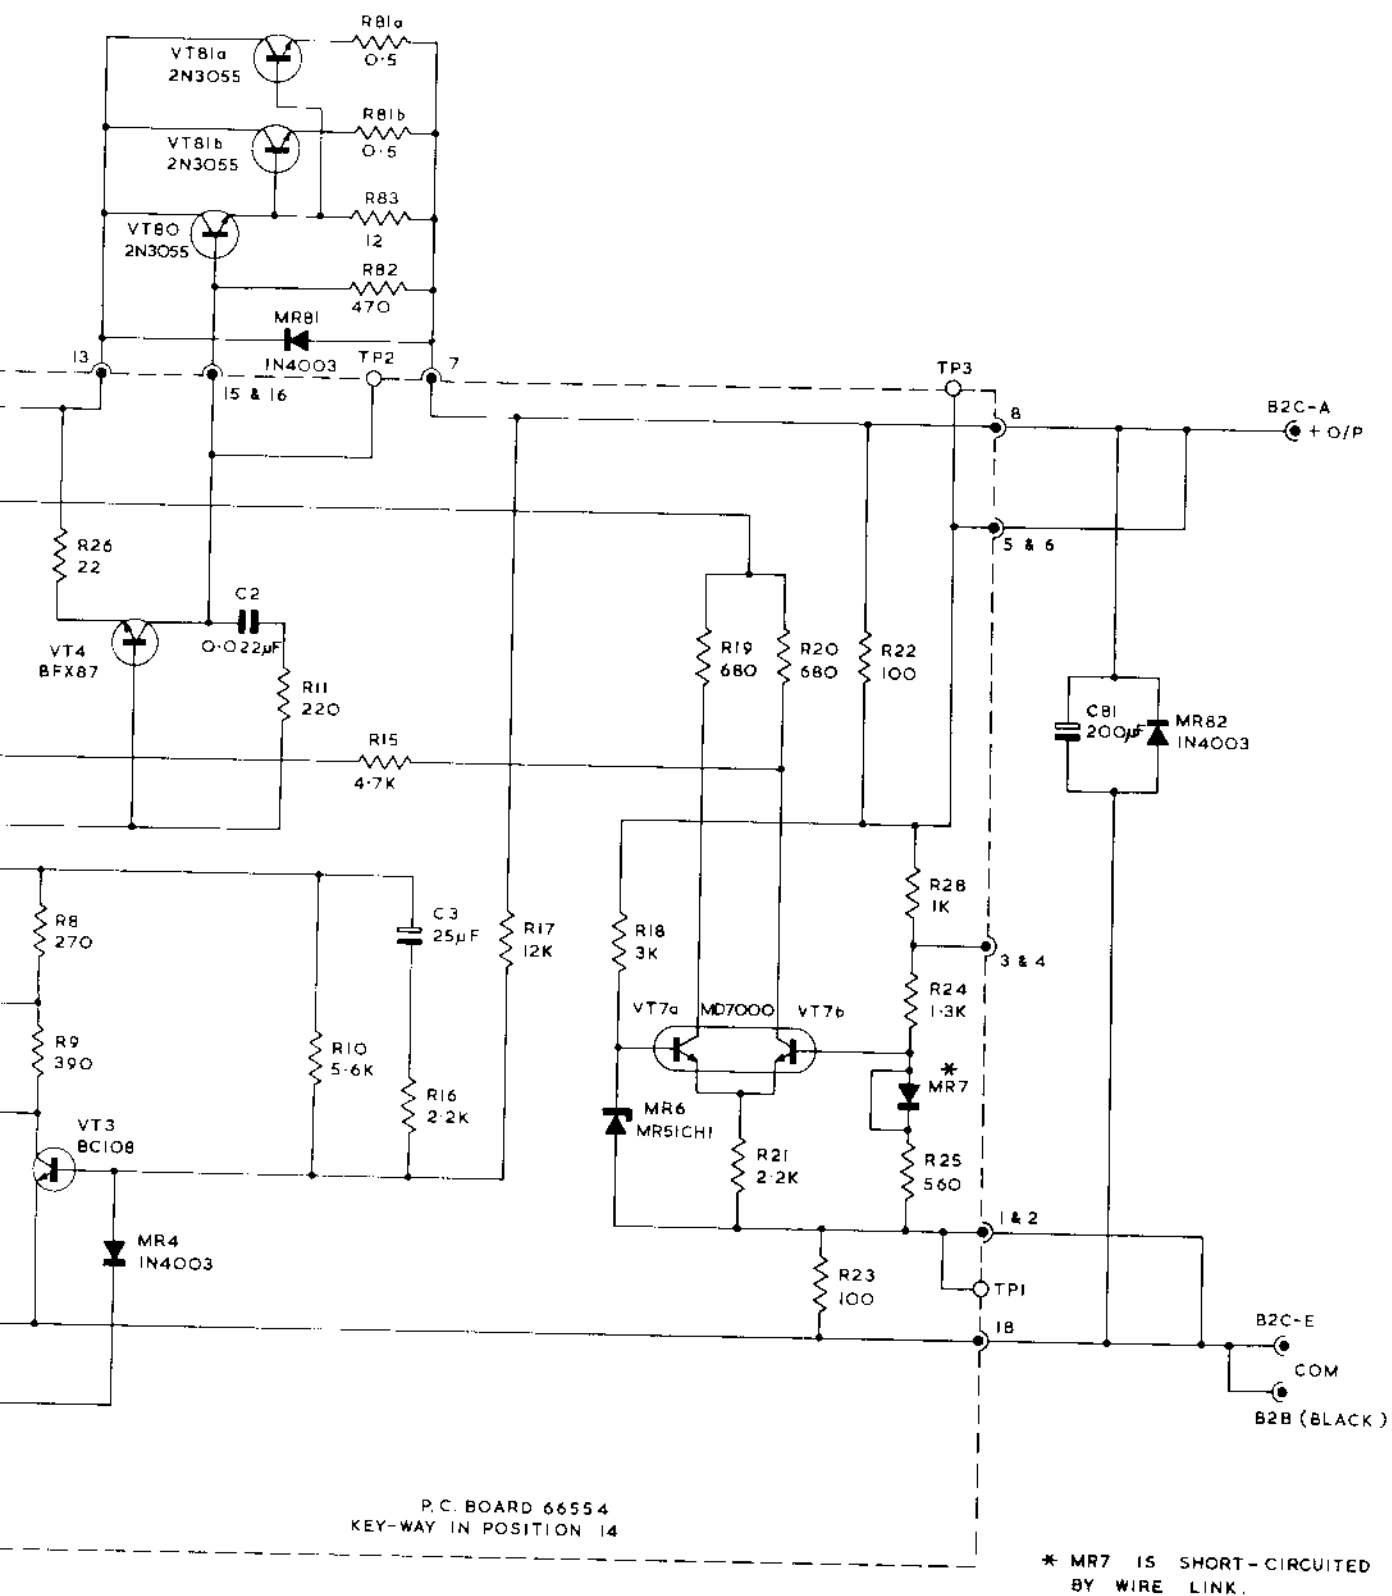 R81a
VT81a
2N3055
0·5
R81b
VT81b
2N3055
0·5
R83
VT80
2N3055
12
R82
470
MR81
1N4003
13
TP2
7
15 & 16
TP3
8
B2C-A
+ O/P
5 & 6
R26
22
C2
0·022µF
VT4
BFX87
R11
220
R19
680
R20
680
R22
100
C81
200µF
MR82
1N4003
R15
4·7K
R28
1K
R8
270
C3
25µF
R17
12K
R18
3K
3 & 4
R24
1·3K
VT7a
MD7000
VT7b
R9
390
R10
5·6K
R16
2·2K
*
MR7
MR6
MR51CH1
VT3
BC108
R21
2·2K
R25
560
1 & 2
MR4
1N4003
R23
100
TP1
18
B2C-E
COM
B2B (BLACK)
P.C. BOARD 66554
KEY-WAY IN POSITION 14
* MR7 IS SHORT-CIRCUITED
BY WIRE LINK.